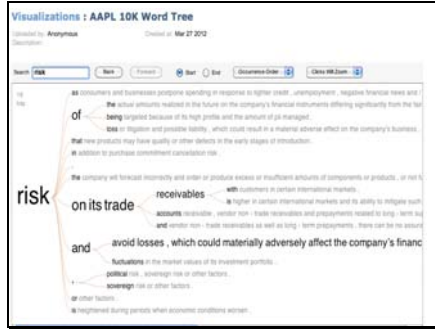 Visualizations : AAPL 10K Word Tree
Uploaded by: Anonymous Created at: Mar 27 2012
Description:
Search risk Back Forward Start End Occurrence Order Clicks Will Zoom
hits
as consumers and businesses postpone spending in response to tighter credit , unemployment , negative financial news and
the actual amounts realized in the future on the company's financial instruments differing significantly from the fair
of being targeted because of its high profile and the amount of pii managed .
loss or litigation and possible liability , which could result in a material adverse effect on the company's business .
that new products may have quality or other defects in the early stages of introduction .
in addition to purchase commitment cancellation risk .
the company will forecast incorrectly and order or produce excess or insufficient amounts of components or products , or not
with customers in certain international markets .
risk on its trade receivables
is higher in certain international markets and its ability to mitigate such
accounts receivable , vendor non - trade receivables and prepayments related to long - term
and vendor non - trade receivables as well as long - term prepayments , there can be no
and avoid losses , which could materially adversely affect the company's financ
fluctuations in the market values of its investment portfolio .
political risk , sovereign risk or other factors .
, sovereign risk or other factors .
or other factors .
is heightened during periods when economic conditions worsen .